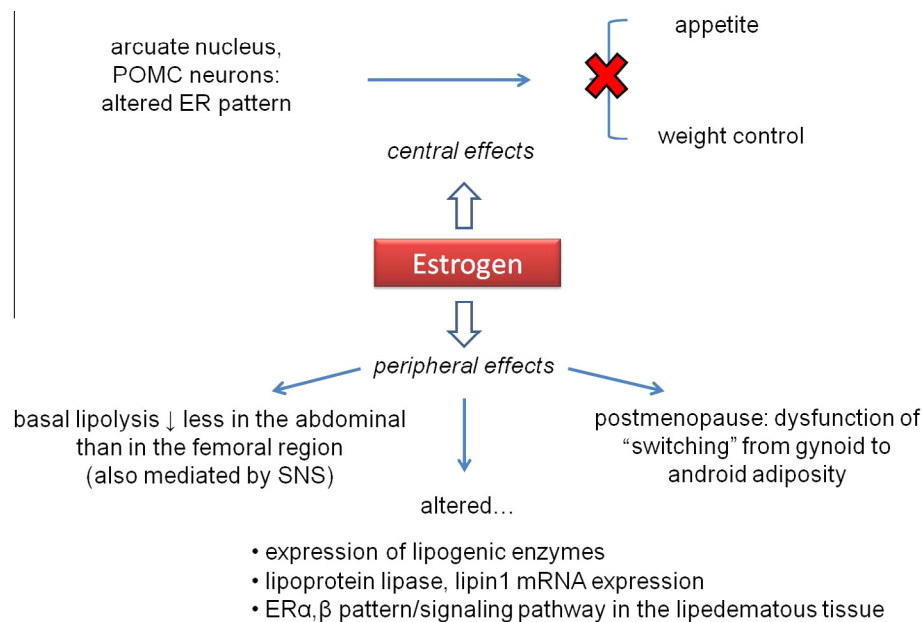 arcuate nucleus,
POMC neurons:
altered ER pattern
appetite
weight control
central effects
Estrogen
peripheral effects
basal lipolysis ↓ less in the abdominal
than in the femoral region
(also mediated by SNS)
altered…
• expression of lipogenic enzymes
• lipoprotein lipase, lipin1 mRNA expression
• ERα,β pattern/signaling pathway in the lipedematous tissue
postmenopause: dysfunction of
“switching” from gynoid to
android adiposity